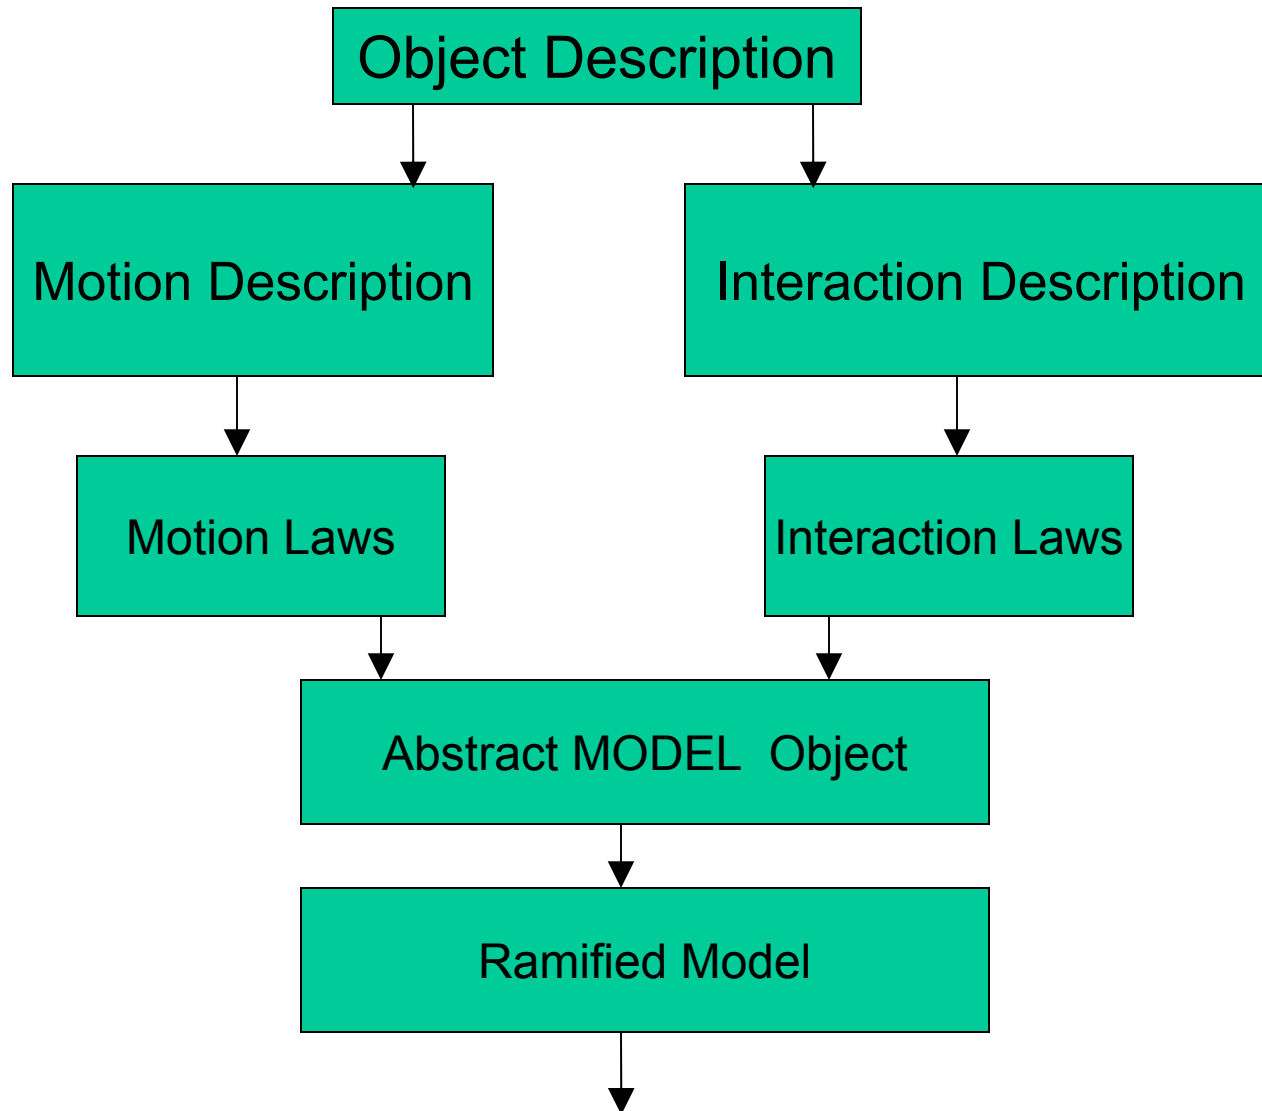 Object Description
Motion Description
Interaction Description
Motion Laws
Interaction Laws
Abstract MODEL  Object
Ramified Model